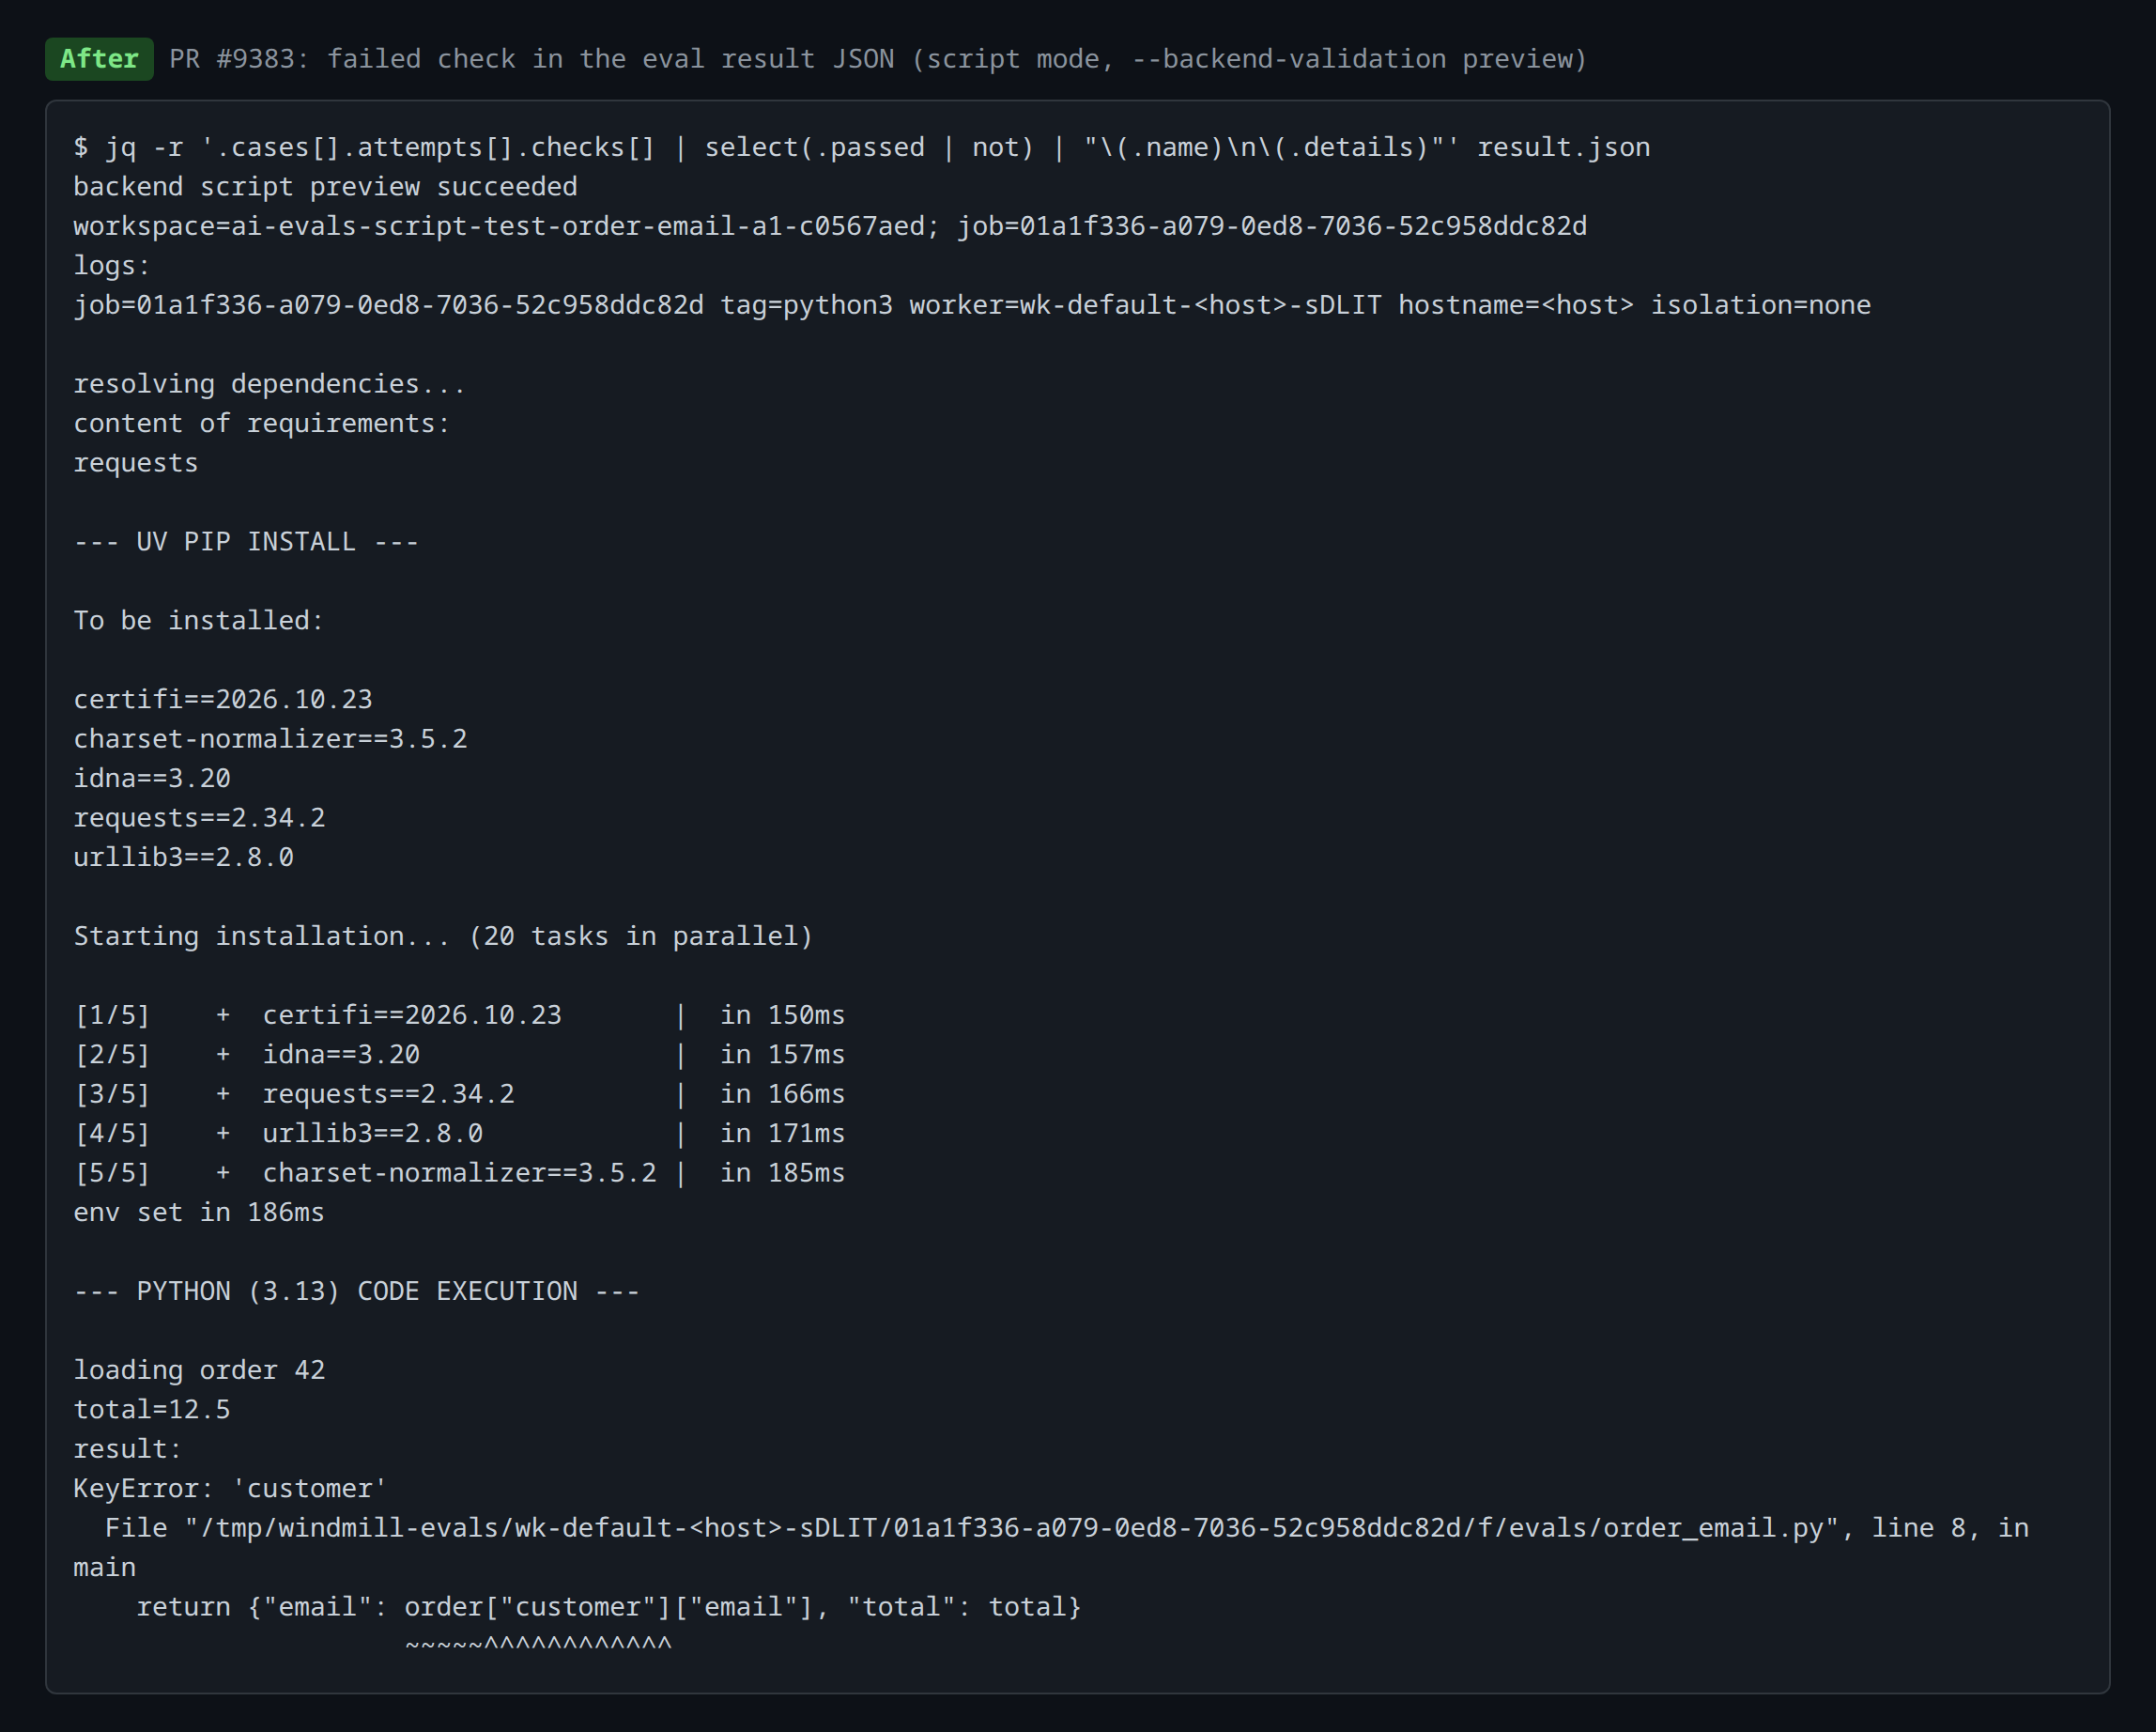 After PR #9383: failed check in the eval result JSON (script mode, --backend-validation preview)
$ jq -r '.cases[].attempts[].checks[] | select(.passed | not) | "\(.name)\n\(.details)"' result.json
backend script preview succeeded
workspace=ai-evals-script-test-order-email-a1-c0567aed; job=01a1f336-a079-0ed8-7036-52c958ddc82d
logs:
job=01a1f336-a079-0ed8-7036-52c958ddc82d tag=python3 worker=wk-default-<host>-sDLIT hostname=<host> isolation=none
resolving dependencies...
content of requirements:
requests
--- UV PIP INSTALL ---
To be installed:
certifi==2026.10.23
charset-normalizer==3.5.2
idna==3.20
requests==2.34.2
urllib3==2.8.0
Starting installation... (20 tasks in parallel)
[1/5]    +  certifi==2026.10.23       |  in 150ms
[2/5]    +  idna==3.20                |  in 157ms
[3/5]    +  requests==2.34.2          |  in 166ms
[4/5]    +  urllib3==2.8.0            |  in 171ms
[5/5]    +  charset-normalizer==3.5.2 |  in 185ms
env set in 186ms
--- PYTHON (3.13) CODE EXECUTION ---
loading order 42
total=12.5
result:
KeyError: 'customer'
  File "/tmp/windmill-evals/wk-default-<host>-sDLIT/01a1f336-a079-0ed8-7036-52c958ddc82d/f/evals/order_email.py", line 8, in
main
    return {"email": order["customer"]["email"], "total": total}
                     ~~~~~^^^^^^^^^^^^